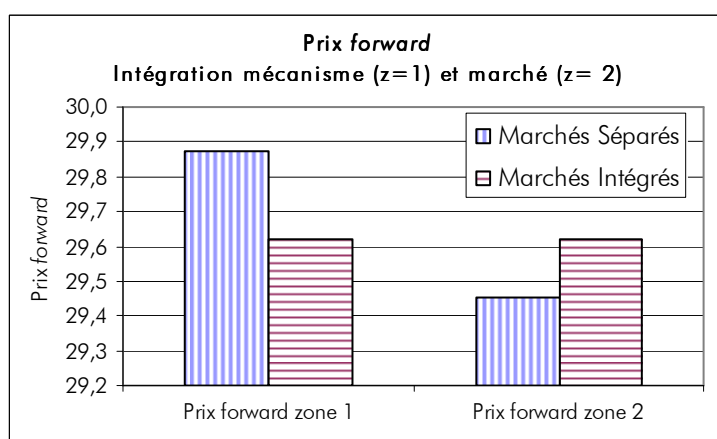 Prix forward
Intégration mécanisme (z=1) et marché (z= 2)
30,0
29,9
29,8
29,7
29,6
29,5
29,4
29,3
29,2
Prix forward
Marchés Séparés
Marchés Intégrés
Prix forward zone 1
Prix forward zone 2